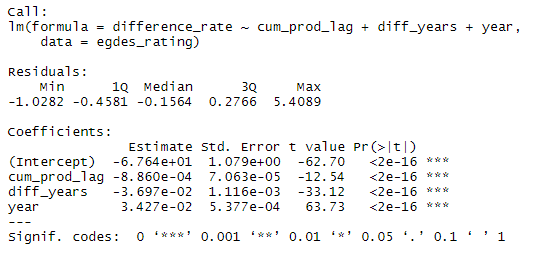 Call:
lm(formula = difference_rate ~ cum_prod_lag + diff_years + year,
    data = egdes_rating)
Residuals:
    Min      1Q  Median      3Q     Max
-1.0282 -0.4581 -0.1564  0.2766  5.4089
Coefficients:
               Estimate Std. Error t value Pr(>|t|)
(Intercept)  -6.764e+01  1.079e+00  -62.70   <2e-16 ***
cum_prod_lag -8.860e-04  7.063e-05  -12.54   <2e-16 ***
diff_years   -3.697e-02  1.116e-03  -33.12   <2e-16 ***
year          3.427e-02  5.377e-04   63.73   <2e-16 ***
---
Signif. codes:  0 ‘***’ 0.001 ‘**’ 0.01 ‘*’ 0.05 ‘.’ 0.1 ‘ ’ 1